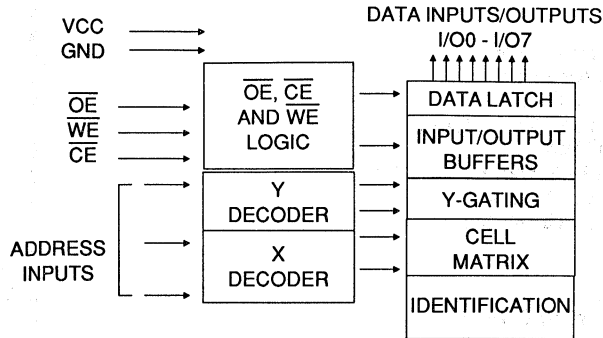 DATA INPUTS/OUTPUTS
I/O0 - I/O7
VCC
GND
OE
WE
CE
OE, CE
AND WE
LOGIC
Y
DECODER
X
DECODER
ADDRESS
INPUTS
DATA LATCH
INPUT/OUTPUT
BUFFERS
Y-GATING
CELL
MATRIX
IDENTIFICATION